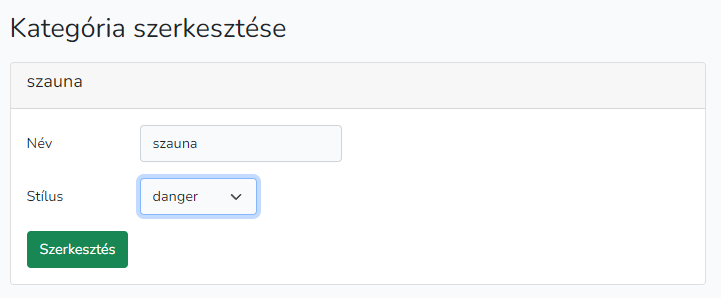 Kategória szerkesztése
szauna
Név szauna
Stílus danger
Szerkesztés